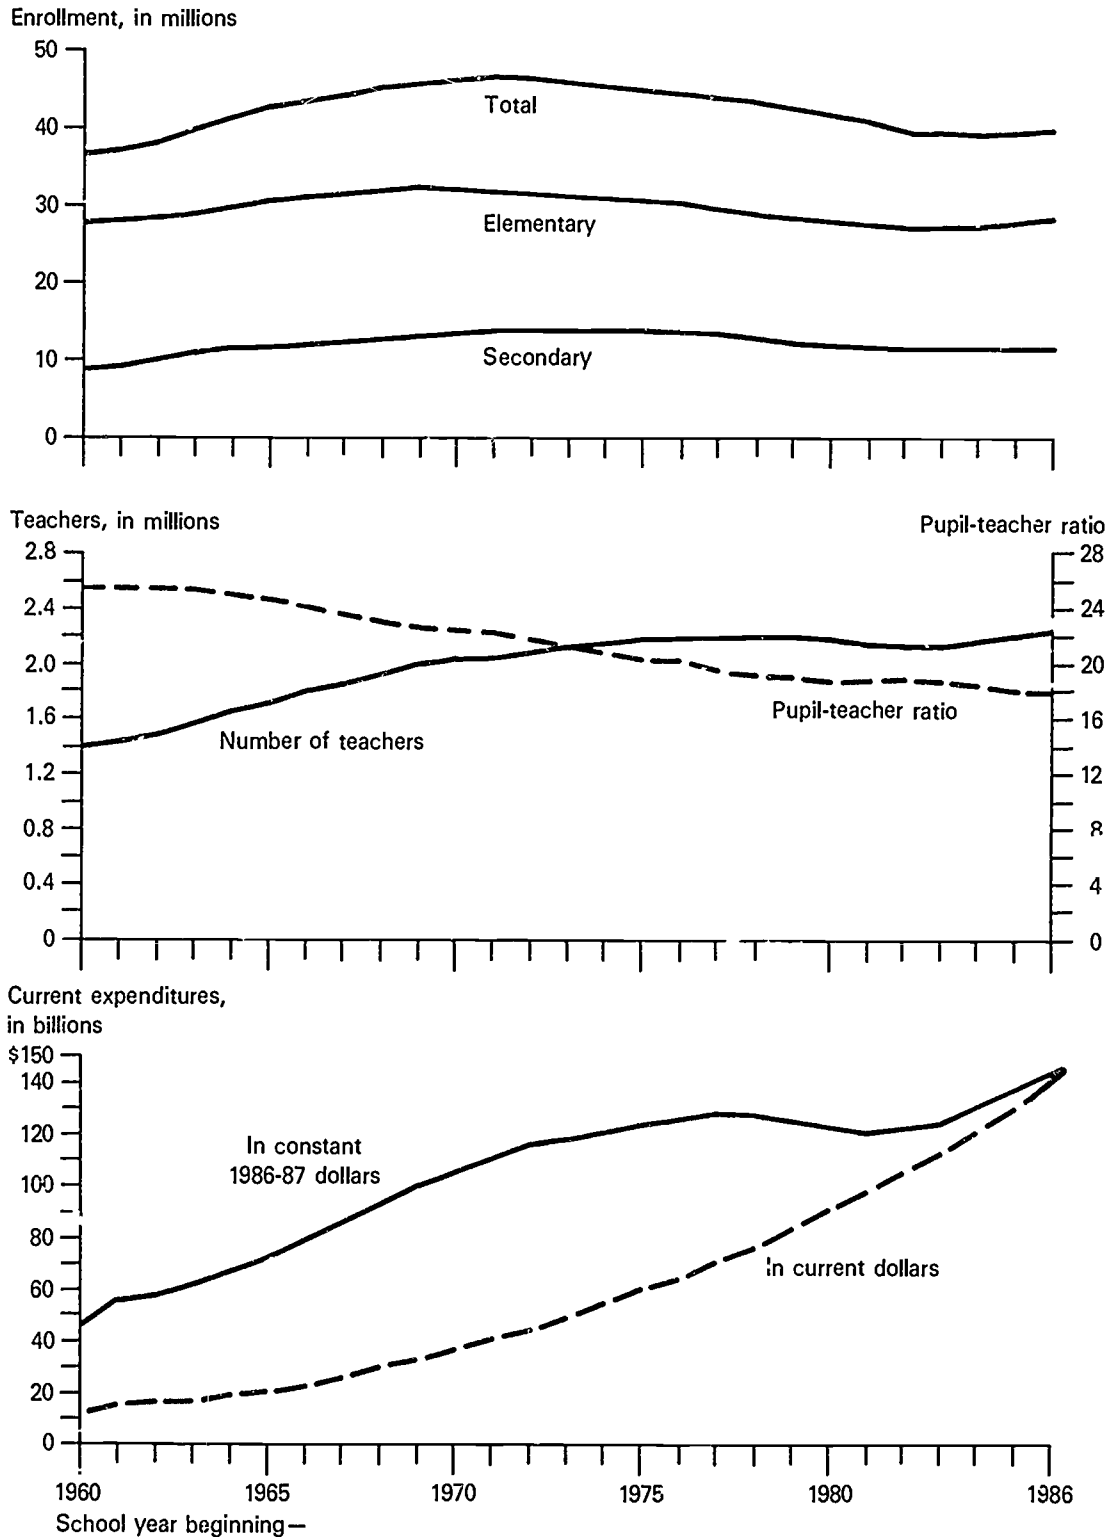 Enrollment, in millions
50
40
30
20
10
0
Total
Elementary
Secondary
Teachers, in millions
Pupil-teacher ratio
2.8
2.4
2.0
1.6
1.2
0.8
0.4
0
28
24
20
16
12
8
4
0
Number of teachers
Pupil-teacher ratio
Current expenditures,
in billions
$150
140
120
100
80
60
40
20
0
In constant
1986-87 dollars
In current dollars
1960
1965
1970
1975
1980
1986
School year beginning—